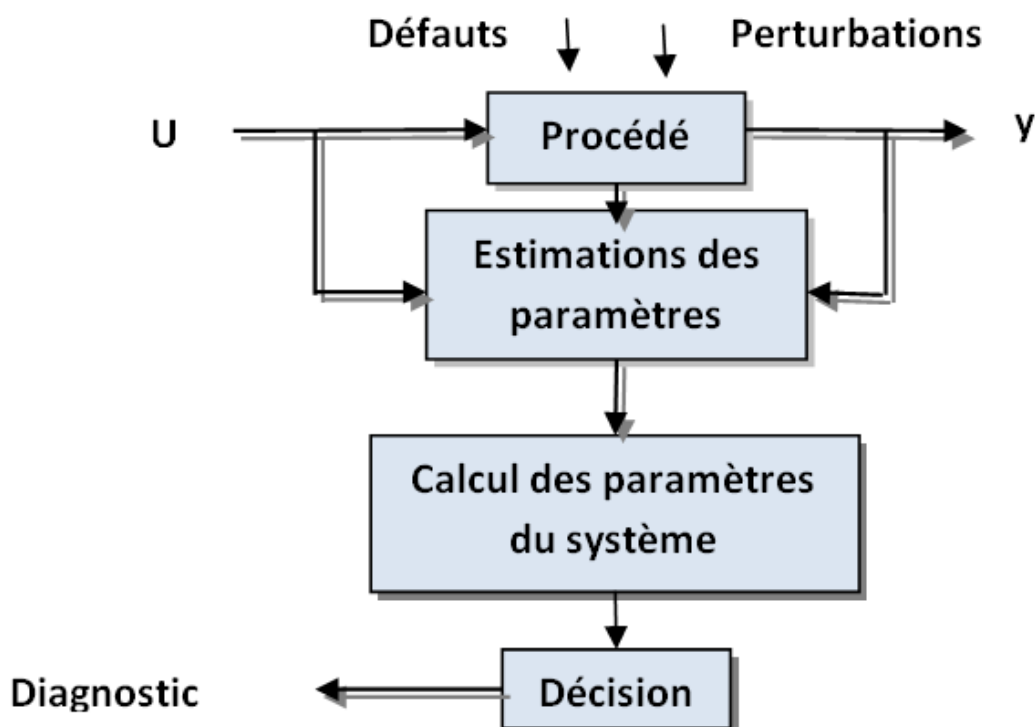 Défauts
Perturbations
U
Procédé
y
Estimations des
paramètres
Calcul des paramètres
du système
Diagnostic
Décision